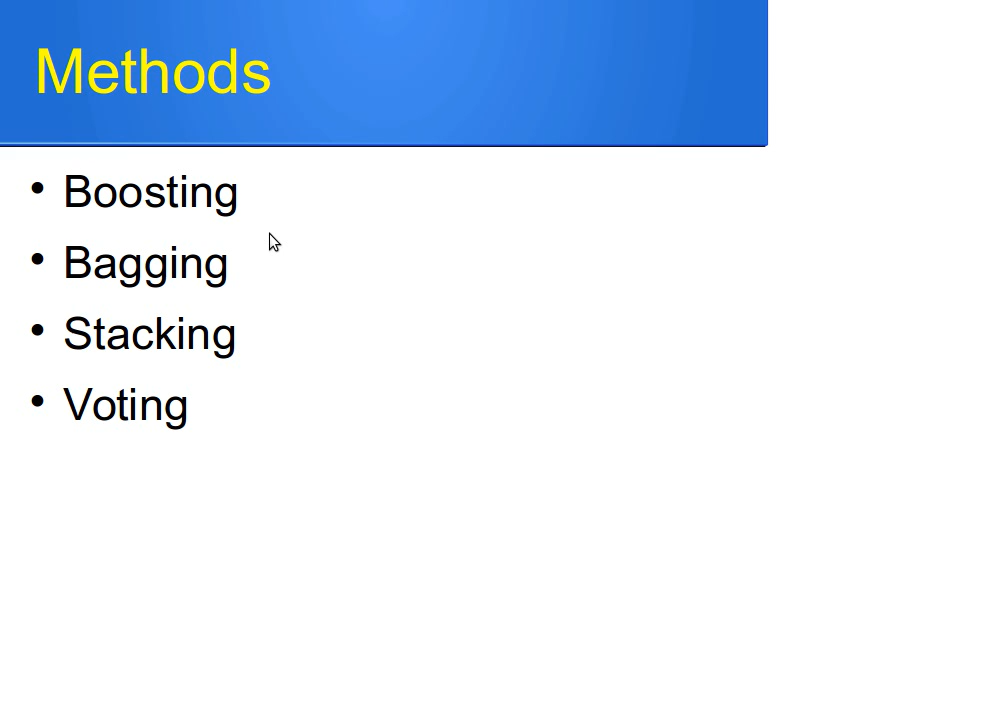 Methods
• Boosting
• Bagging
• Stacking
• Voting